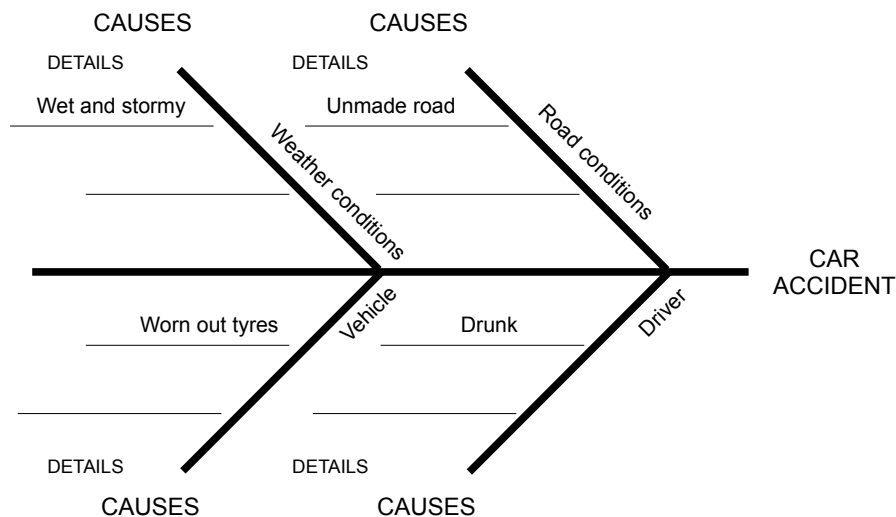 CAUSES
CAUSES
DETAILS
DETAILS
Wet and stormy
Unmade road
Weather conditions
Road conditions
CAR
ACCIDENT
Vehicle
Driver
Worn out tyres
Drunk
DETAILS
DETAILS
CAUSES
CAUSES